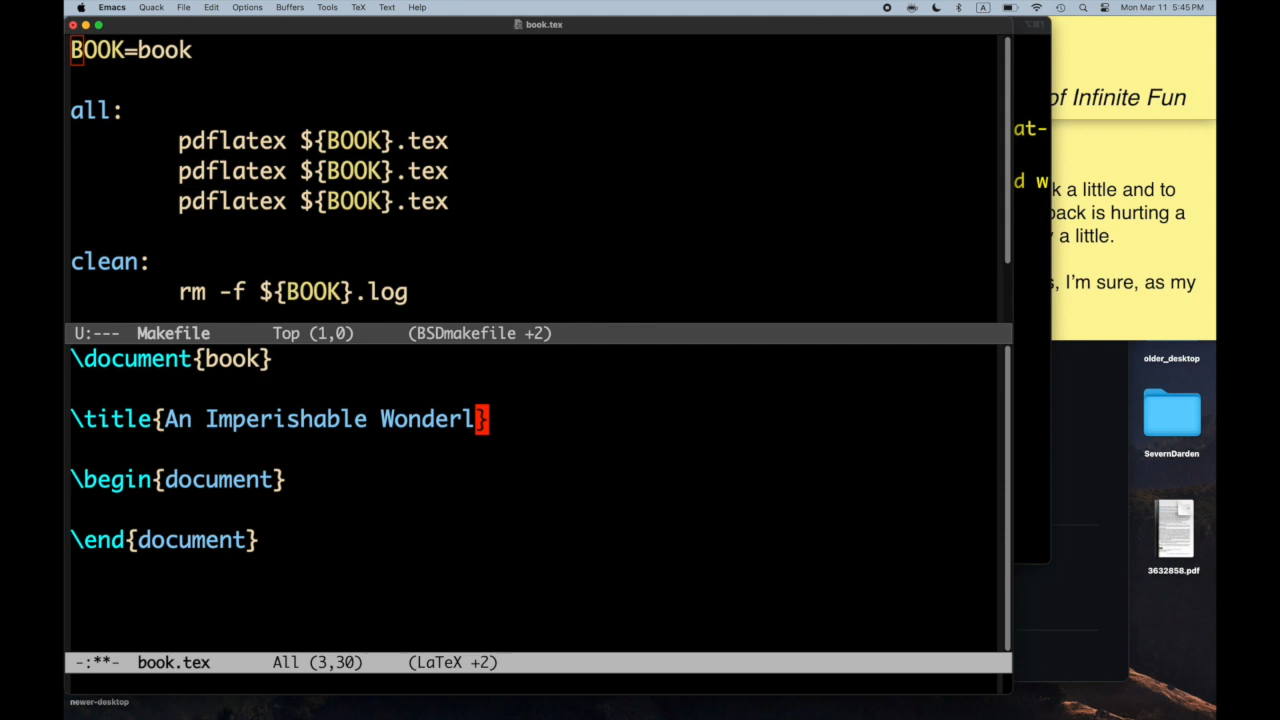 Emacs Quack File Edit Options Buffers Tools TeX Text Help A Mon Mar 11 5:45 PM
book.tex
⌥⌘1
BOOK=book
all:
pdflatex ${BOOK}.tex
pdflatex ${BOOK}.tex
pdflatex ${BOOK}.tex
clean:
rm -f ${BOOK}.log
U:--- Makefile Top (1,0) (BSDmakefile +2)
\document{book}
\title{An Imperishable Wonderl}
\begin{document}
\end{document}
-:**- book.tex All (3,30) (LaTeX +2)
newer-desktop
at-
d w
of Infinite Fun
k a little and to
back is hurting a
a little.
s, I'm sure, as my
older_desktop
SevernDarden
3632858.pdf